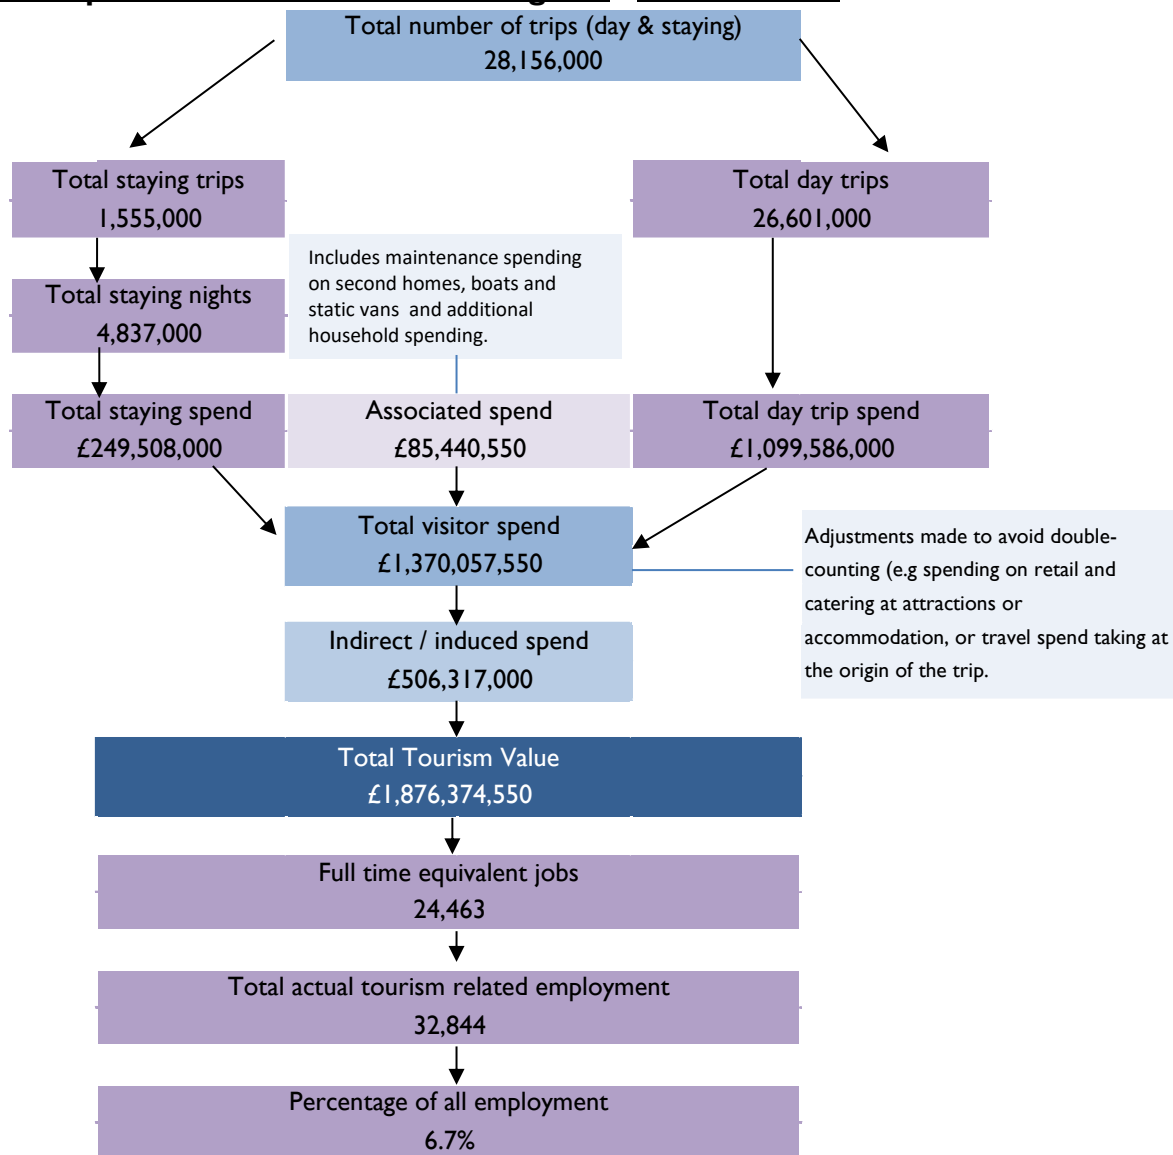 Total number of trips (day & staying)
28,156,000
Total staying trips
1,555,000
Total day trips
26,601,000
Includes maintenance spending
on second homes, boats and
static vans and additional
household spending.
Total staying nights
4,837,000
Total staying spend
£249,508,000
Associated spend
£85,440,550
Total day trip spend
£1,099,586,000
Total visitor spend
£1,370,057,550
Adjustments made to avoid double-
counting (e.g spending on retail and
catering at attractions or
accommodation, or travel spend taking at
the origin of the trip.
Indirect / induced spend
£506,317,000
Total Tourism Value
£1,876,374,550
Full time equivalent jobs
24,463
Total actual tourism related employment
32,844
Percentage of all employment
6.7%